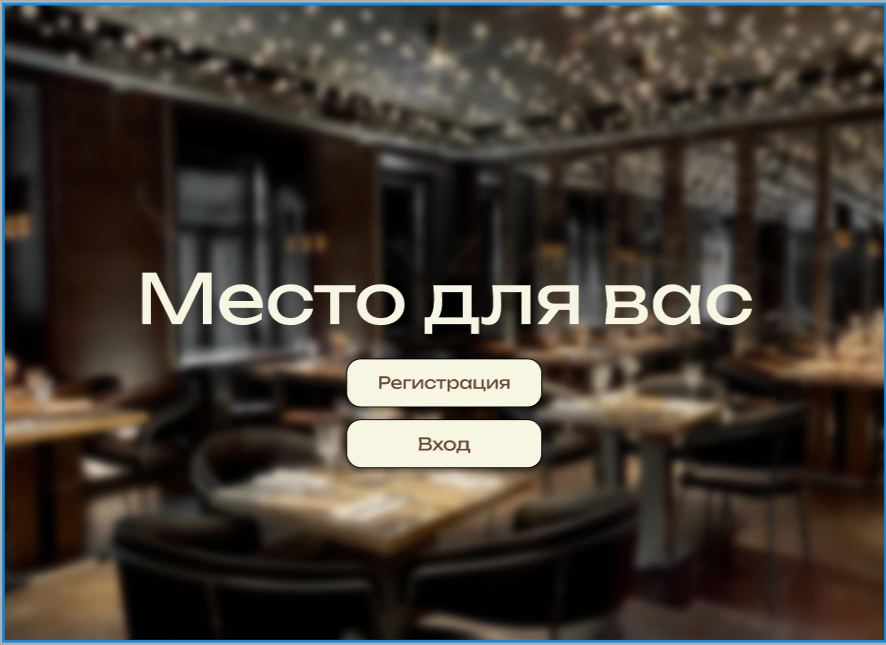 Место для вас
Регистрация
Вход